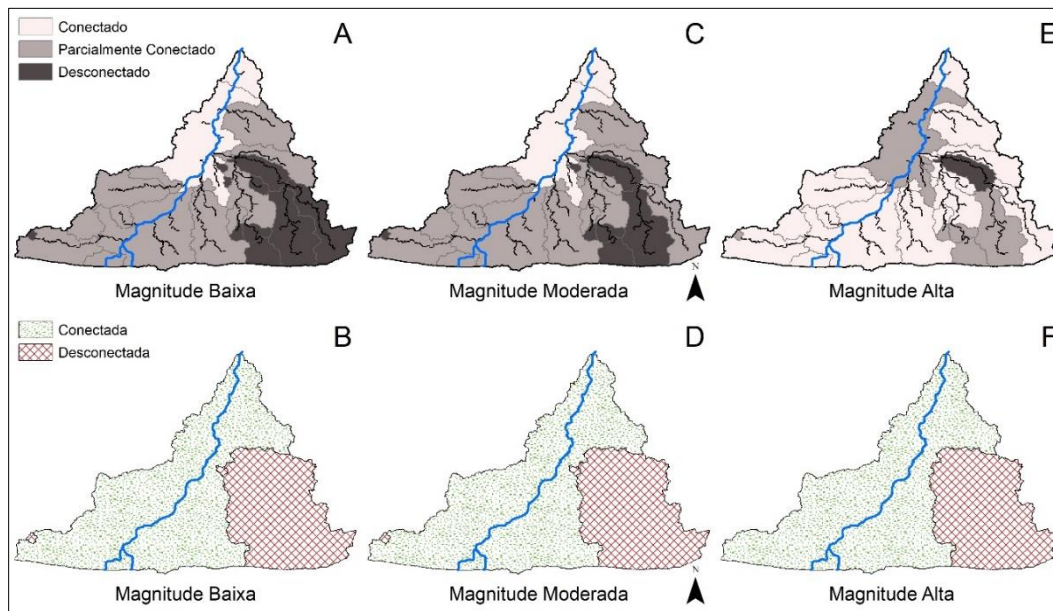 Conectado
Parcialmente Conectado
Desconectado
A
C
E
Magnitude Baixa
Magnitude Moderada
N
Magnitude Alta
Conectada
Desconectada
B
D
F
Magnitude Baixa
Magnitude Moderada
N
Magnitude Alta